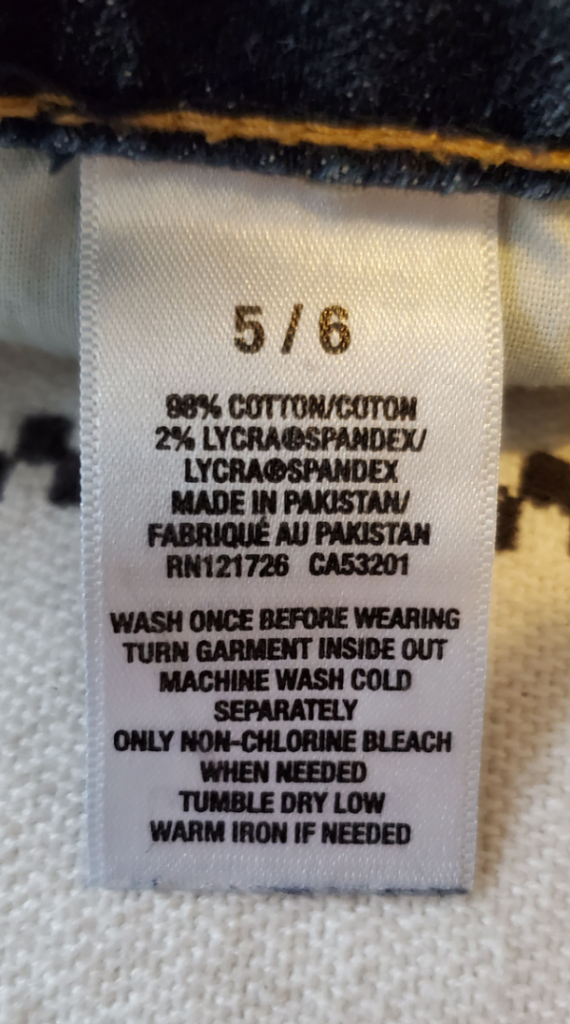 5 / 6
98% COTTON/COTON
2% LYCRA®SPANDEX/
LYCRA®SPANDEX
MADE IN PAKISTAN/
FABRIQUÉ AU PAKISTAN
RN121726 CA53201
WASH ONCE BEFORE WEARING
TURN GARMENT INSIDE OUT
MACHINE WASH COLD
SEPARATELY
ONLY NON-CHLORINE BLEACH
WHEN NEEDED
TUMBLE DRY LOW
WARM IRON IF NEEDED